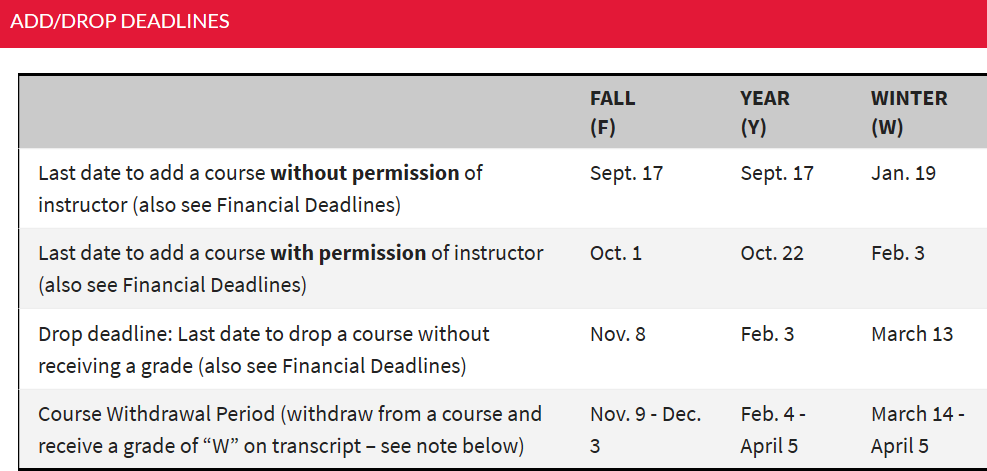 ADD/DROP DEADLINES
FALL YEAR WINTER
(F) (Y) (W)
Last date to add a course without permission of Sept. 17 Sept. 17 Jan. 19
instructor (also see Financial Deadlines)
Last date to add a course with permission of instructor Oct. 1 Oct. 22 Feb. 3
(also see Financial Deadlines)
Drop deadline: Last date to drop a course without Nov. 8 Feb. 3 March 13
receiving a grade (also see Financial Deadlines)
Course Withdrawal Period (withdraw from a course and Nov. 9 - Dec. Feb. 4 - March 14 -
receive a grade of “W” on transcript – see note below) 3 April 5 April 5